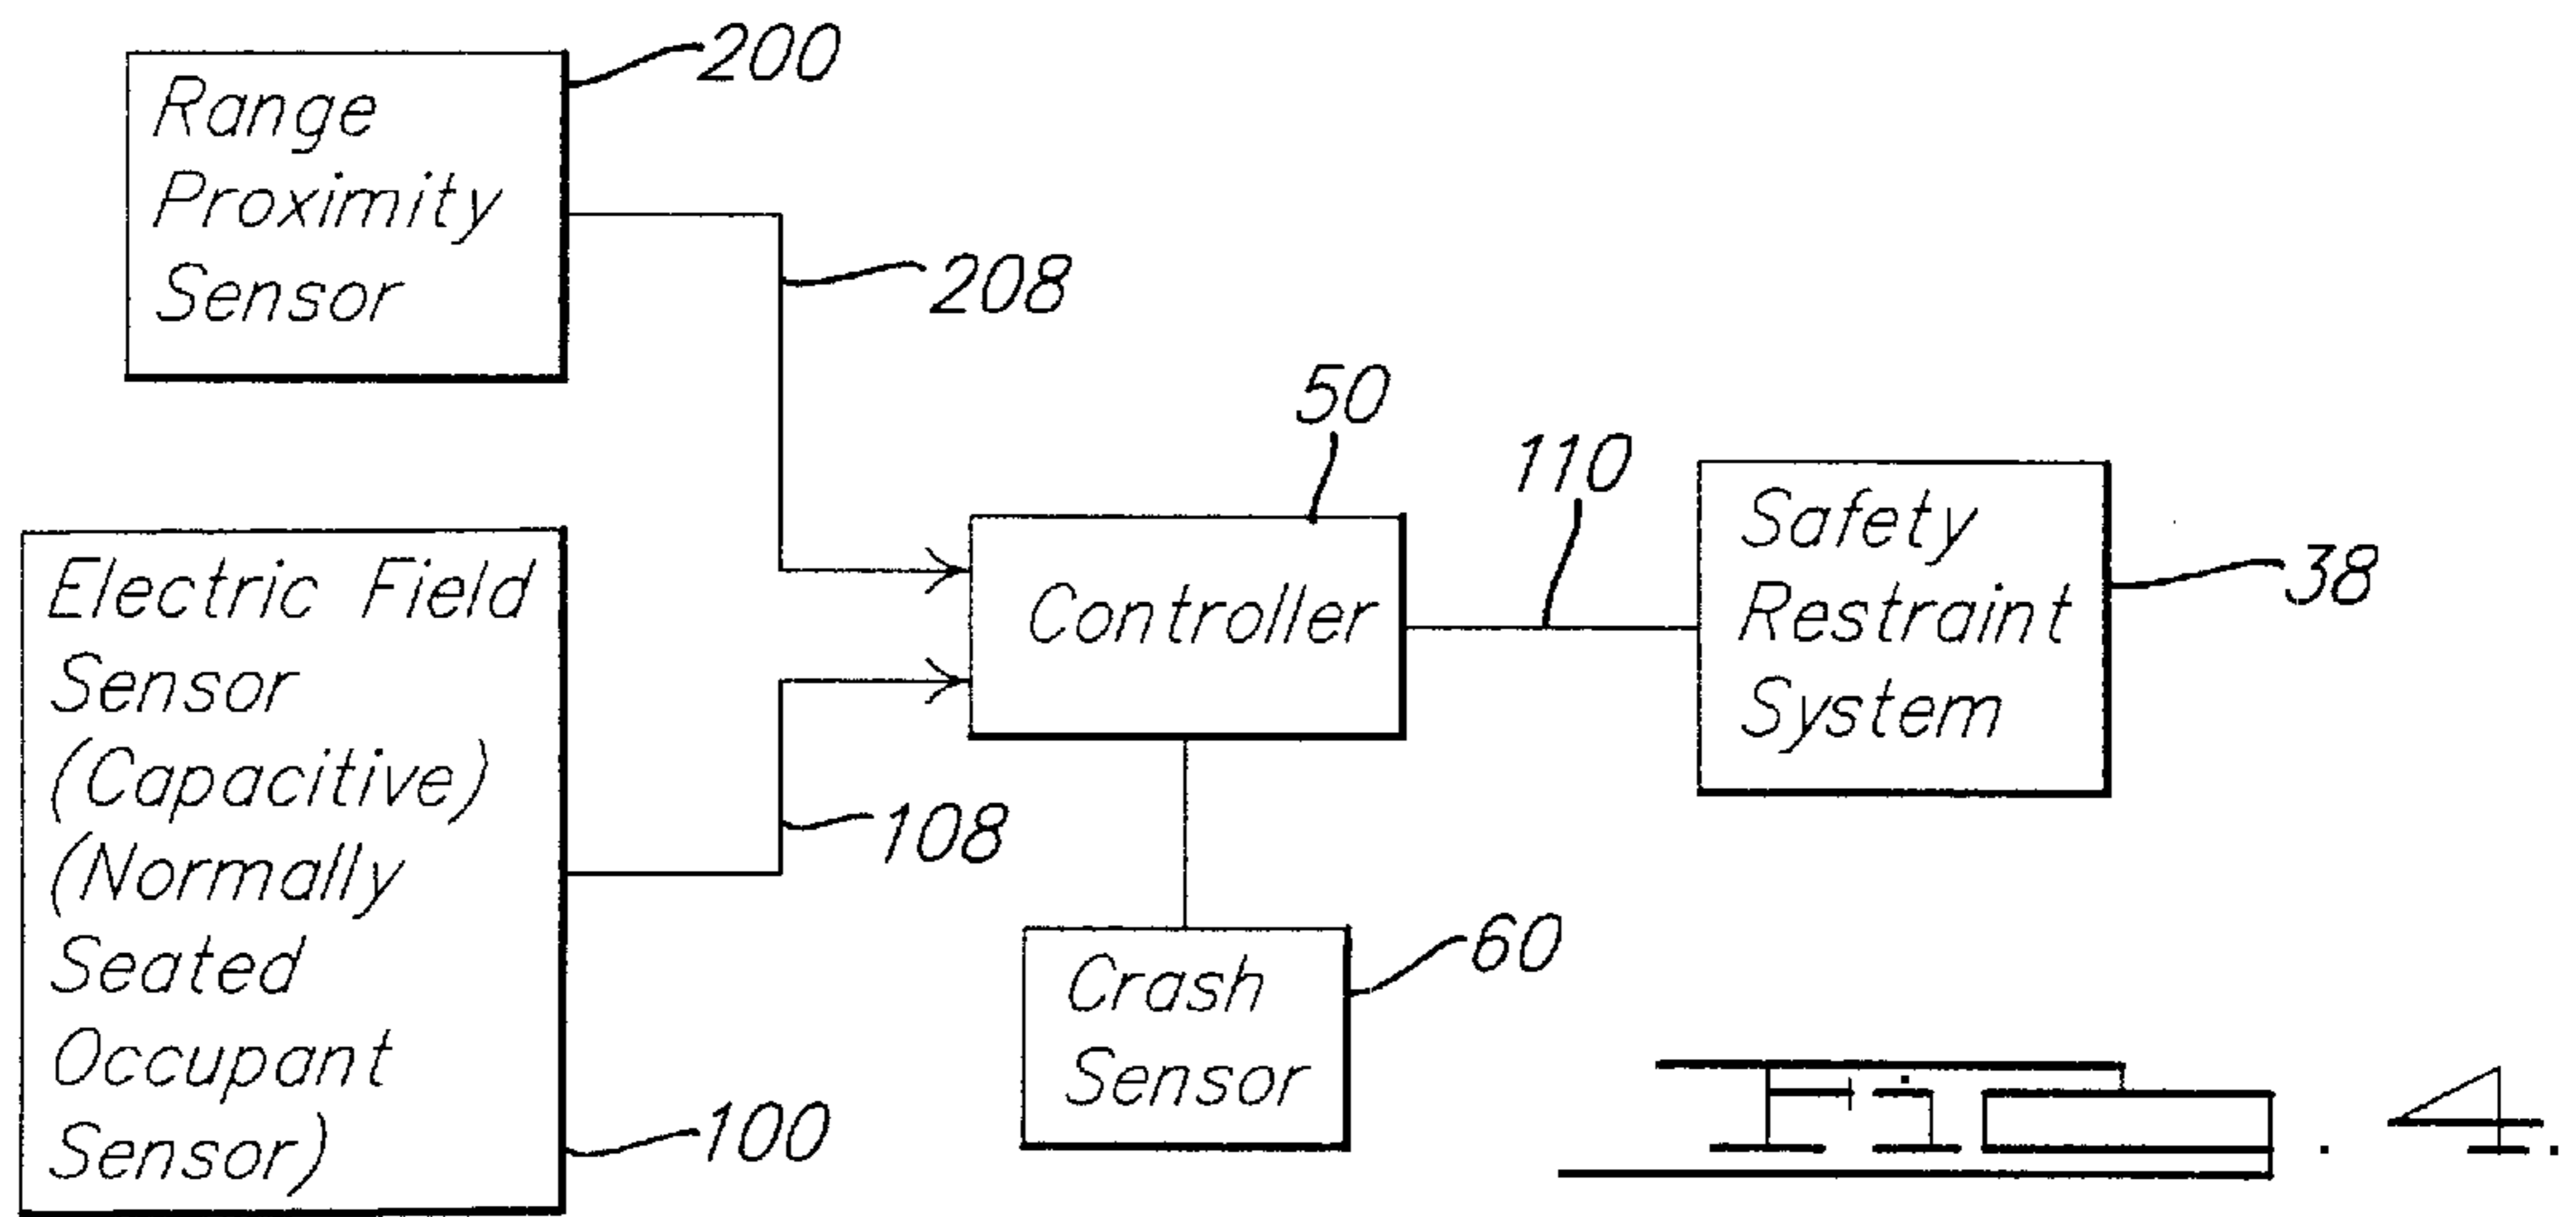 200
Range
Proximity
Sensor
208
50
110
Safety
Restraint
System
38
Controller
Electric Field
Sensor
(Capacitive)
(Normally
Seated
Occupant
Sensor)
108
100
Crash
Sensor
60
Fig. 4.